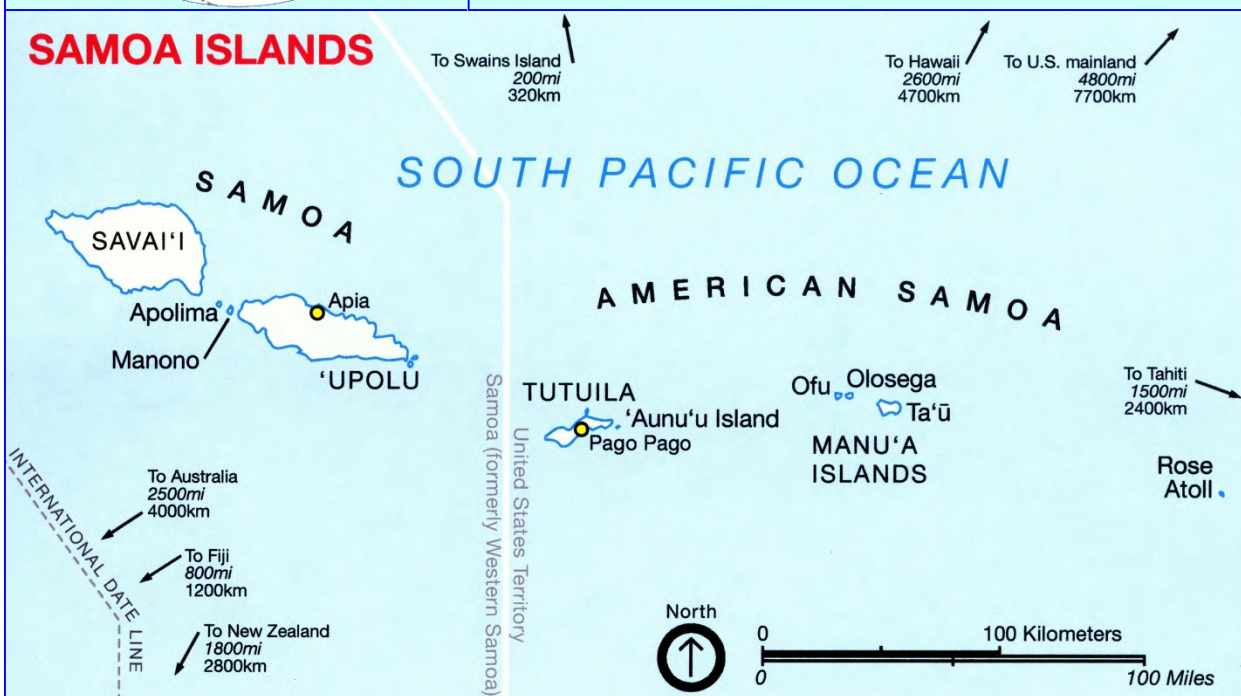 SAMOA ISLANDS
To Swains Island
200mi
320km
To Hawaii
2600mi
4700km
To U.S. mainland
4800mi
7700km
SOUTH PACIFIC OCEAN
SAMOA
SAVAI‘I
Apolima
Manono
Apia
‘UPOLU
AMERICAN SAMOA
TUTUILA
‘Aunu‘u Island
Pago Pago
Ofu
Olosega
Ta‘ū
MANU‘A
ISLANDS
To Tahiti
1500mi
2400km
Rose
Atoll
Samoa (formerly Western Samoa)
United States Territory
INTERNATIONAL DATE LINE
To Australia
2500mi
4000km
To Fiji
800mi
1200km
To New Zealand
1800mi
2800km
North
0
100 Kilometers
0
100 Miles